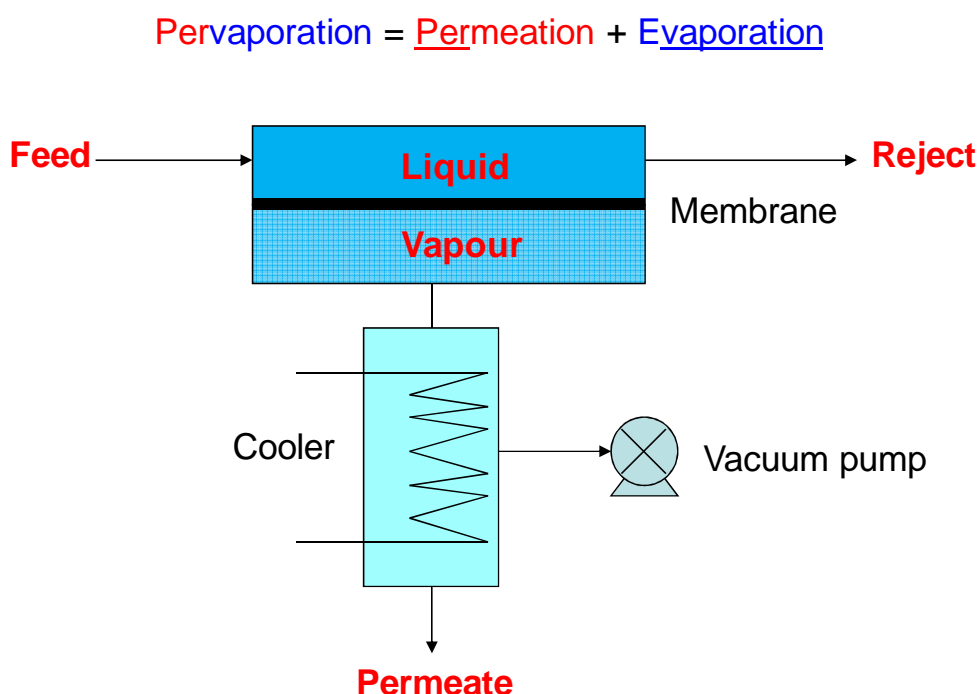 Pervaporation = Permeation + Evaporation
Feed
Liquid
Reject
Membrane
Vapour
Cooler
Vacuum pump
Permeate